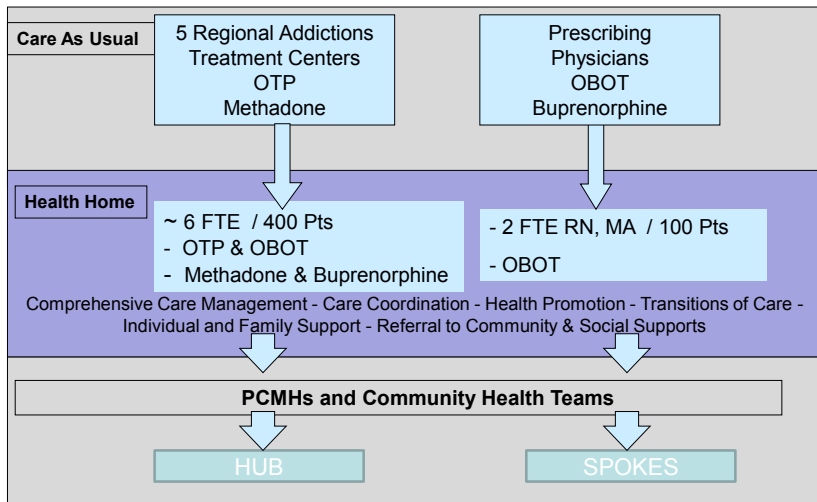 Care As Usual
5 Regional Addictions
Treatment Centers
OTP
Methadone
Prescribing
Physicians
OBOT
Buprenorphine
Health Home
~ 6 FTE / 400 Pts
- OTP & OBOT
- Methadone & Buprenorphine
- 2 FTE RN, MA / 100 Pts
- OBOT
Comprehensive Care Management - Care Coordination - Health Promotion - Transitions of Care -
Individual and Family Support - Referral to Community & Social Supports
PCMHs and Community Health Teams
HUB
SPOKES